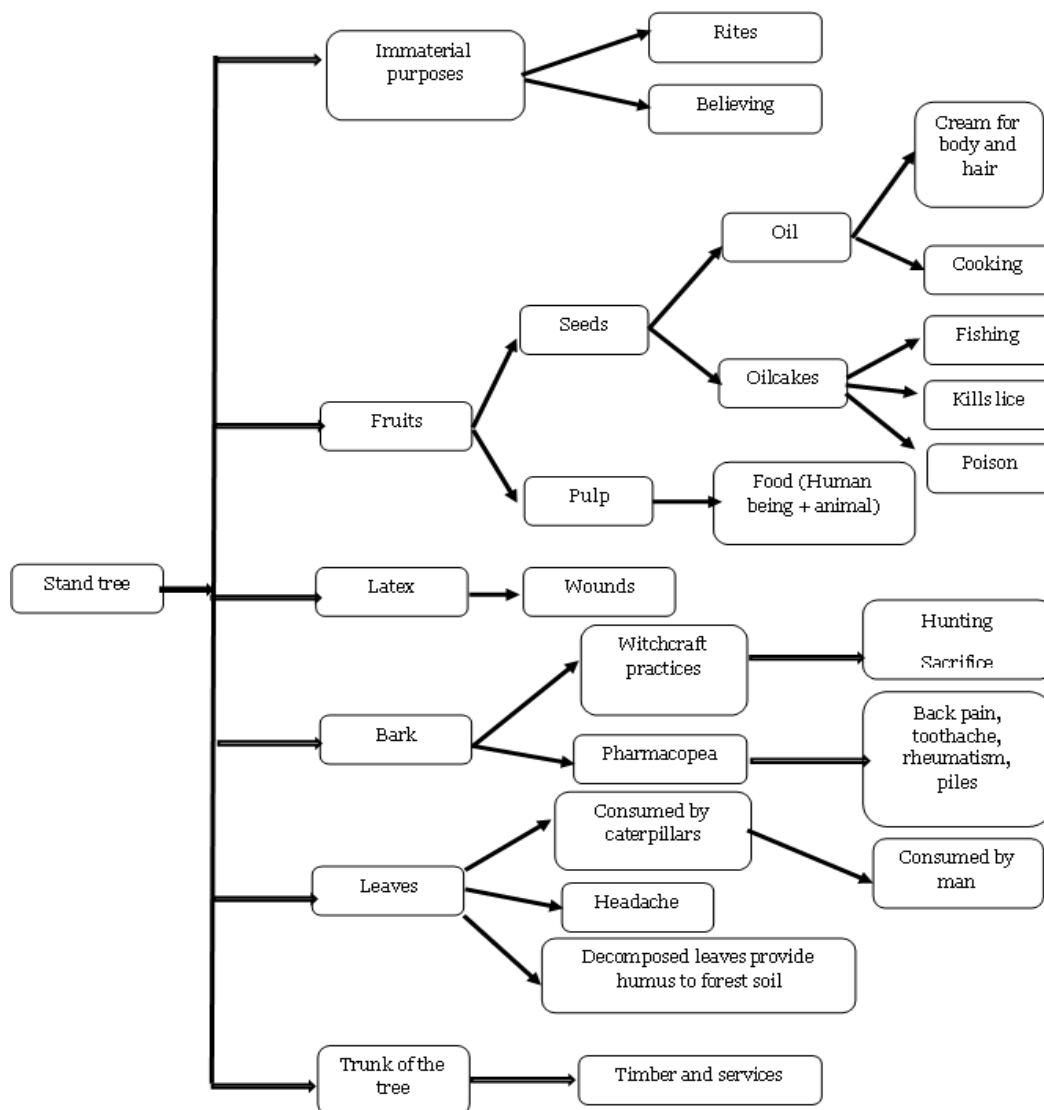 Immaterial
purposes
Rites
Believing
Cream for
body and
hair
Oil
Cooking
Seeds
Fishing
Oilcakes
Kills lice
Fruits
Poison
Pulp
Food (Human
being + animal)
Stand tree
Latex
Wounds
Witchcraft
practices
Hunting
Sacrifice
Bark
Pharmacopea
Back pain,
toothache,
rheumatism,
piles
Consumed by
caterpillars
Consumed by
man
Leaves
Headache
Decomposed leaves provide
humus to forest soil
Trunk of the
tree
Timber and services